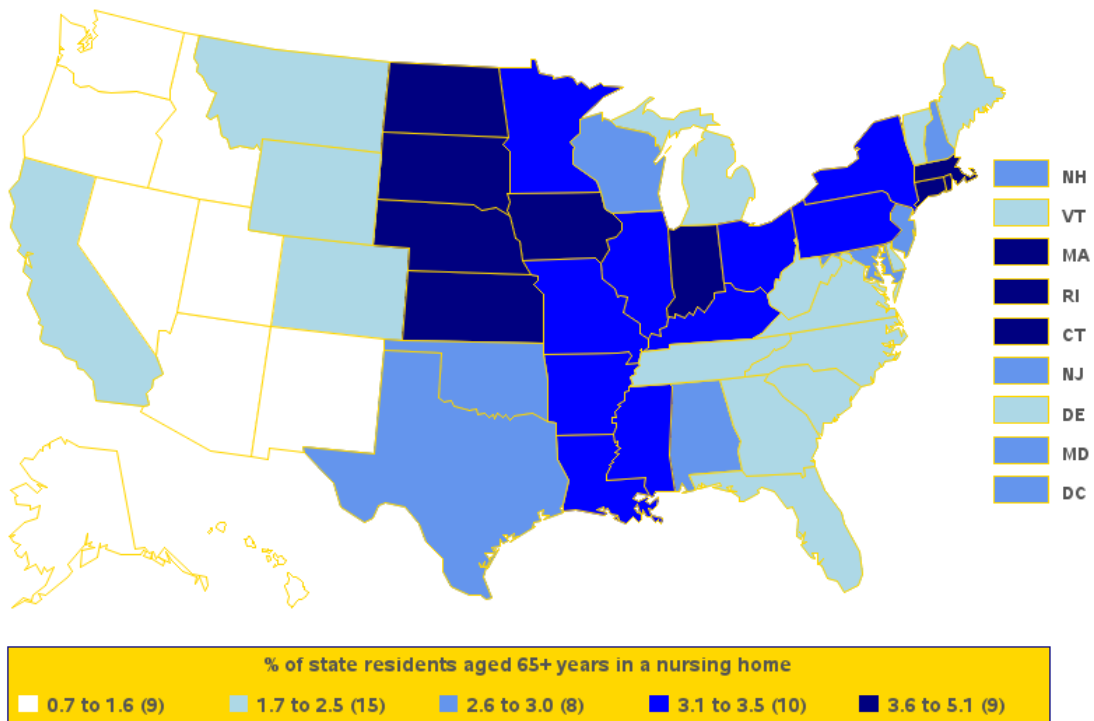 NH
VT
MA
RI
CT
NJ
DE
MD
DC
% of state residents aged 65+ years in a nursing home
0.7 to 1.6 (9) 1.7 to 2.5 (15) 2.6 to 3.0 (8) 3.1 to 3.5 (10) 3.6 to 5.1 (9)